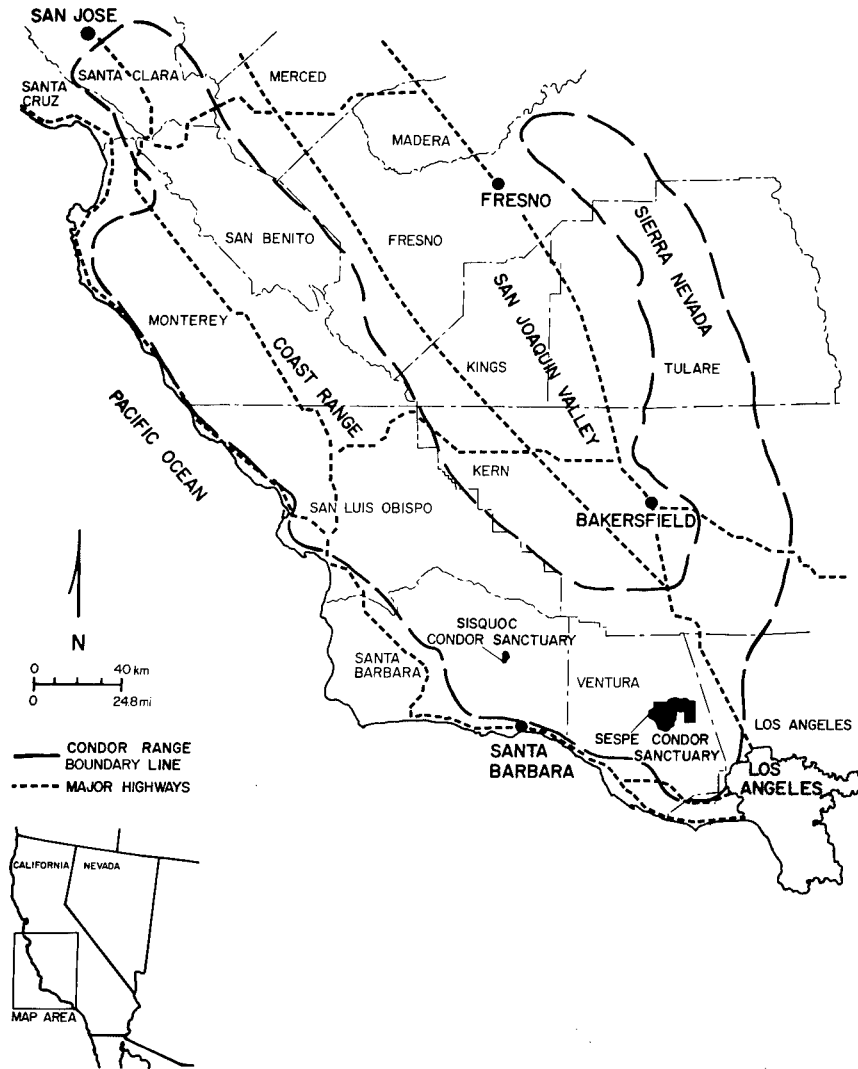 SAN JOSE
SANTA CLARA
MERCED
SANTA
CRUZ
MADERA
FRESNO
SAN BENITO
FRESNO
SIERRA NEVADA
SAN JOAQUIN VALLEY
MONTEREY
COAST RANGE
KINGS
TULARE
PACIFIC OCEAN
KERN
SAN LUIS OBISPO
BAKERSFIELD
N
SISQUOC
CONDOR SANCTUARY
0 40 km
0 24.8 mi
SANTA
BARBARA
VENTURA
SESPE CONDOR
SANCTUARY
LOS ANGELES
SANTA
BARBARA
LOS
ANGELES
CONDOR RANGE
BOUNDARY LINE
MAJOR HIGHWAYS
CALIFORNIA
NEVADA
MAP AREA